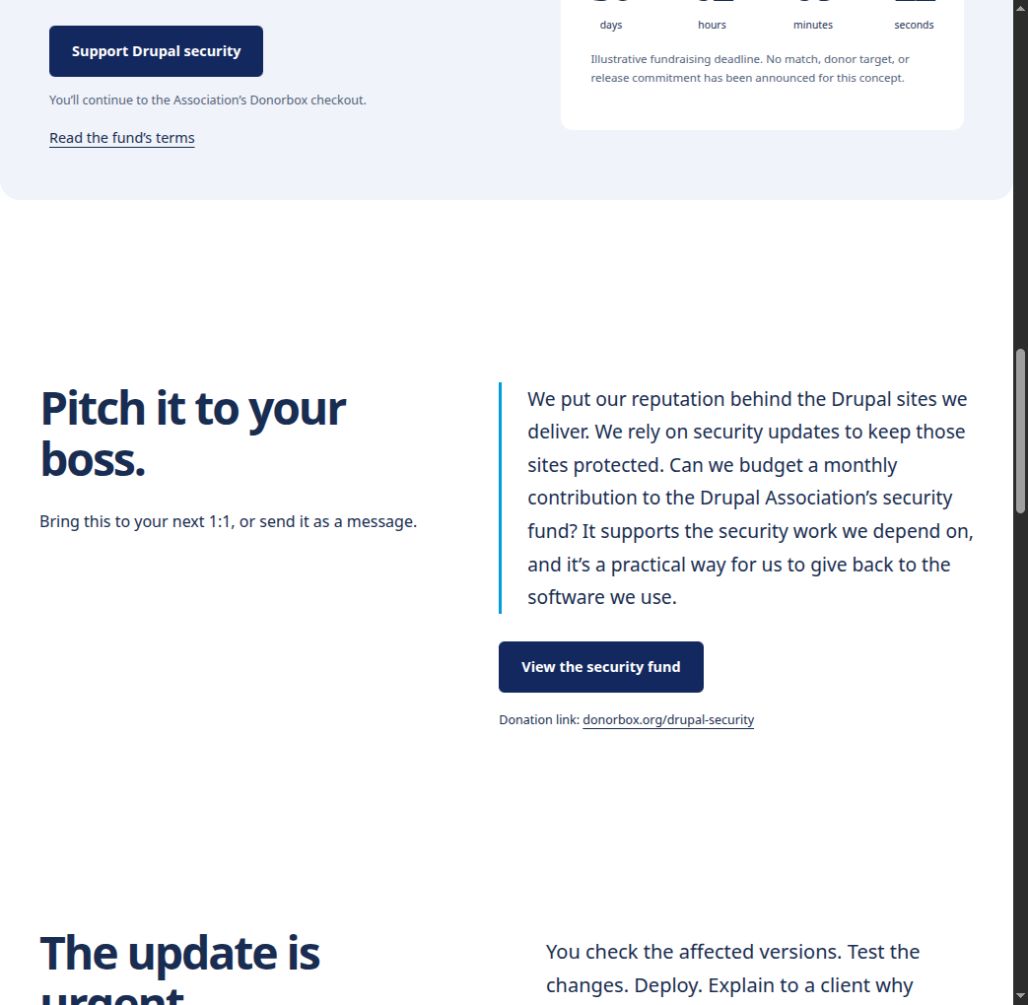 days hours minutes seconds
Illustrative fundraising deadline. No match, donor target, or
release commitment has been announced for this concept.
Support Drupal security
You'll continue to the Association's Donorbox checkout.
Read the fund's terms
Pitch it to your
boss.
Bring this to your next 1:1, or send it as a message.
We put our reputation behind the Drupal sites we
deliver. We rely on security updates to keep those
sites protected. Can we budget a monthly
contribution to the Drupal Association's security
fund? It supports the security work we depend on,
and it's a practical way for us to give back to the
software we use.
View the security fund
Donation link: donorbox.org/drupal-security
The update is
urgent
You check the affected versions. Test the
changes. Deploy. Explain to a client why